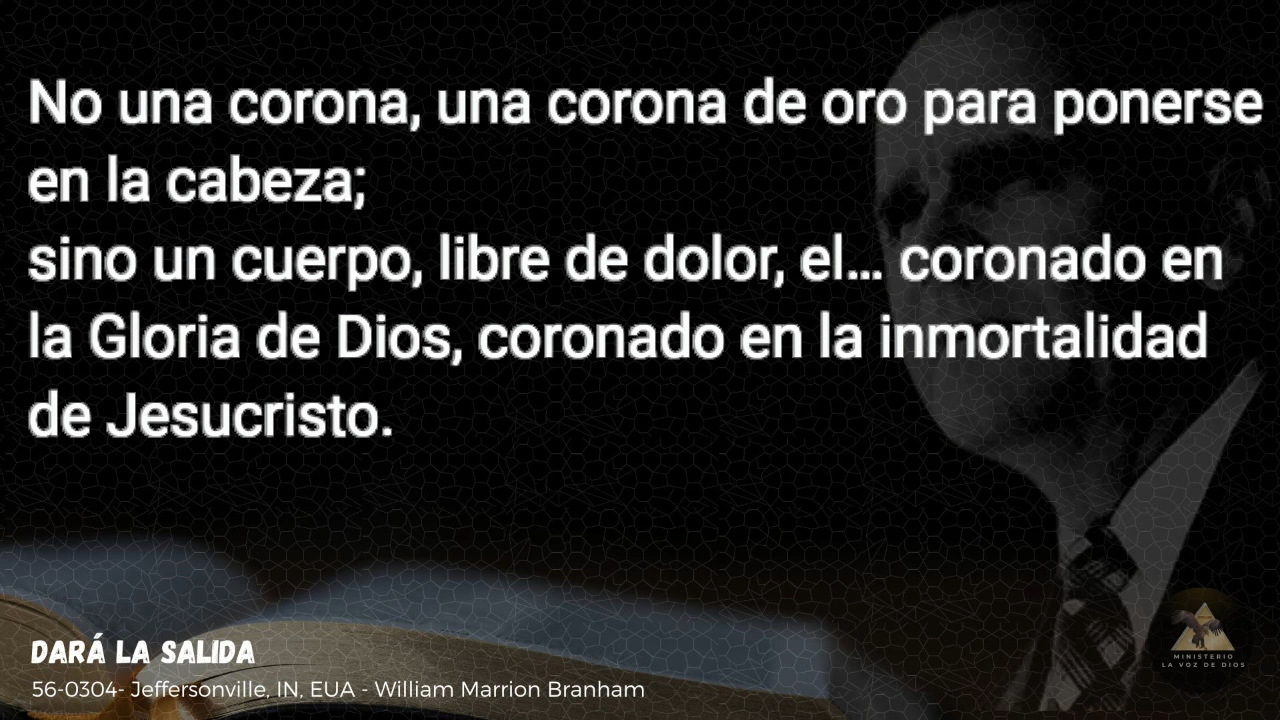 No una corona, una corona de oro para ponerse
en la cabeza;
sino un cuerpo, libre de dolor, el... coronado en
la Gloria de Dios, coronado en la inmortalidad
de Jesucristo.
DARÁ LA SALIDA
56-0304- Jeffersonville, IN, EUA - William Marrion Branham
MINISTERIO
LA VOZ DE DIOS